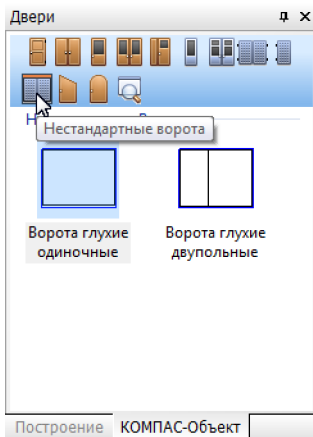 Двери
Нестандартные ворота
Ворота глухие
одиночные
Ворота глухие
двупольные
Построение
КОМПАС-Объект